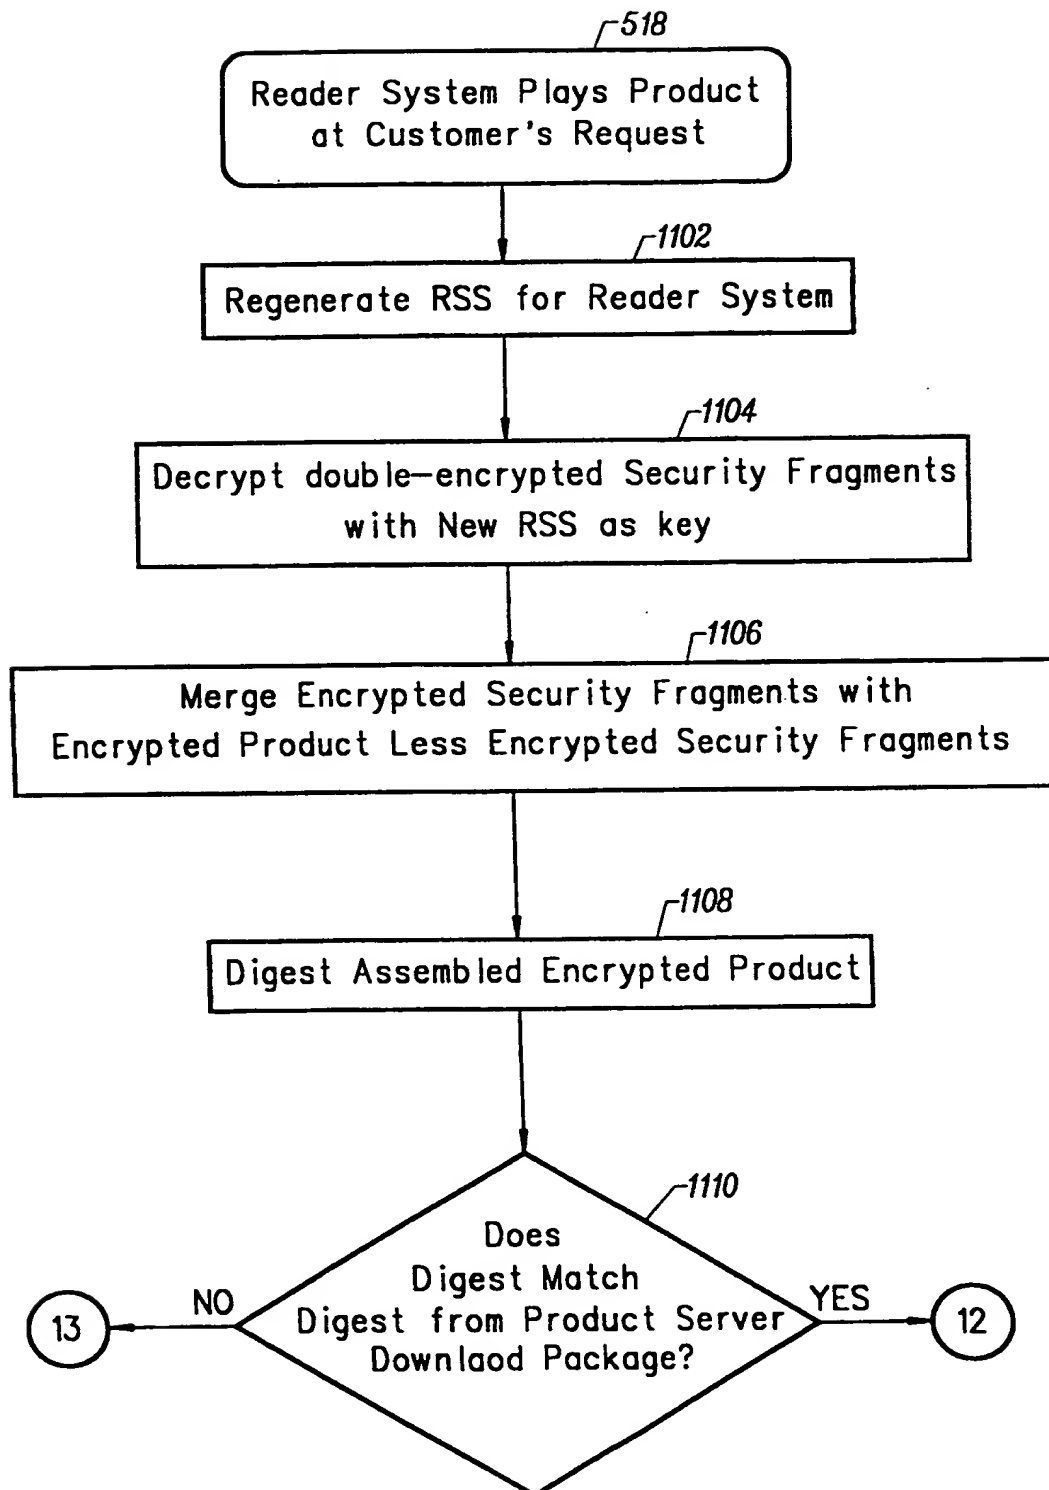 518
Reader System Plays Product
at Customer's Request
1102
Regenerate RSS for Reader System
1104
Decrypt double-encrypted Security Fragments
with New RSS as key
1106
Merge Encrypted Security Fragments with
Encrypted Product Less Encrypted Security Fragments
1108
Digest Assembled Encrypted Product
1110
Does
Digest Match
Digest from Product Server
Downlaod Package?
NO
YES
13
12